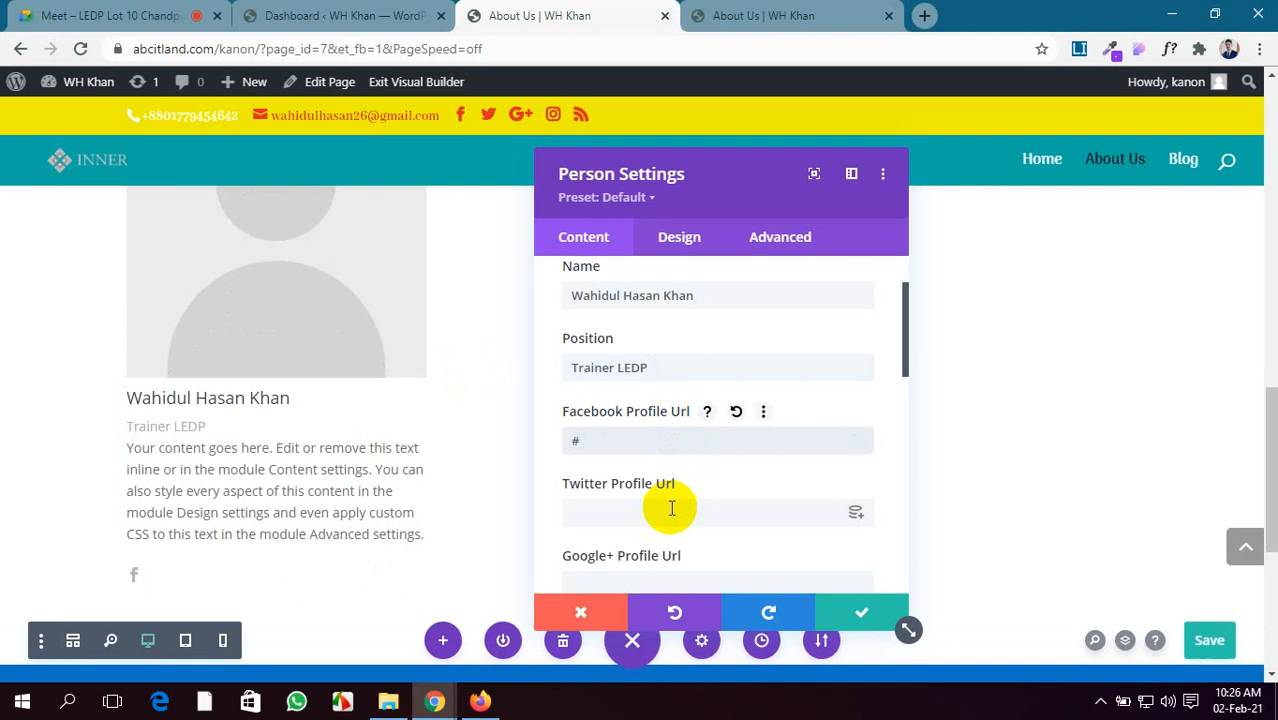 Meet – LEDP Lot 10 Chandp
Dashboard ‹ WH Khan — WordP
About Us | WH Khan
About Us | WH Khan
abcitland.com/kanon/?page_id=7&et_fb=1&PageSpeed=off
WH Khan
1
0
New
Edit Page
Exit Visual Builder
Howdy, kanon
+8801779454642
wahidulhasan26@gmail.com
INNER
Home
About Us
Blog
Person Settings
Preset: Default
Content
Design
Advanced
Name
Wahidul Hasan Khan
Position
Trainer LEDP
Facebook Profile Url
#
Twitter Profile Url
Google+ Profile Url
Wahidul Hasan Khan
Trainer LEDP
Your content goes here. Edit or remove this text
inline or in the module Content settings. You can
also style every aspect of this content in the
module Design settings and even apply custom
CSS to this text in the module Advanced settings.
Save
10:26 AM
02-Feb-21